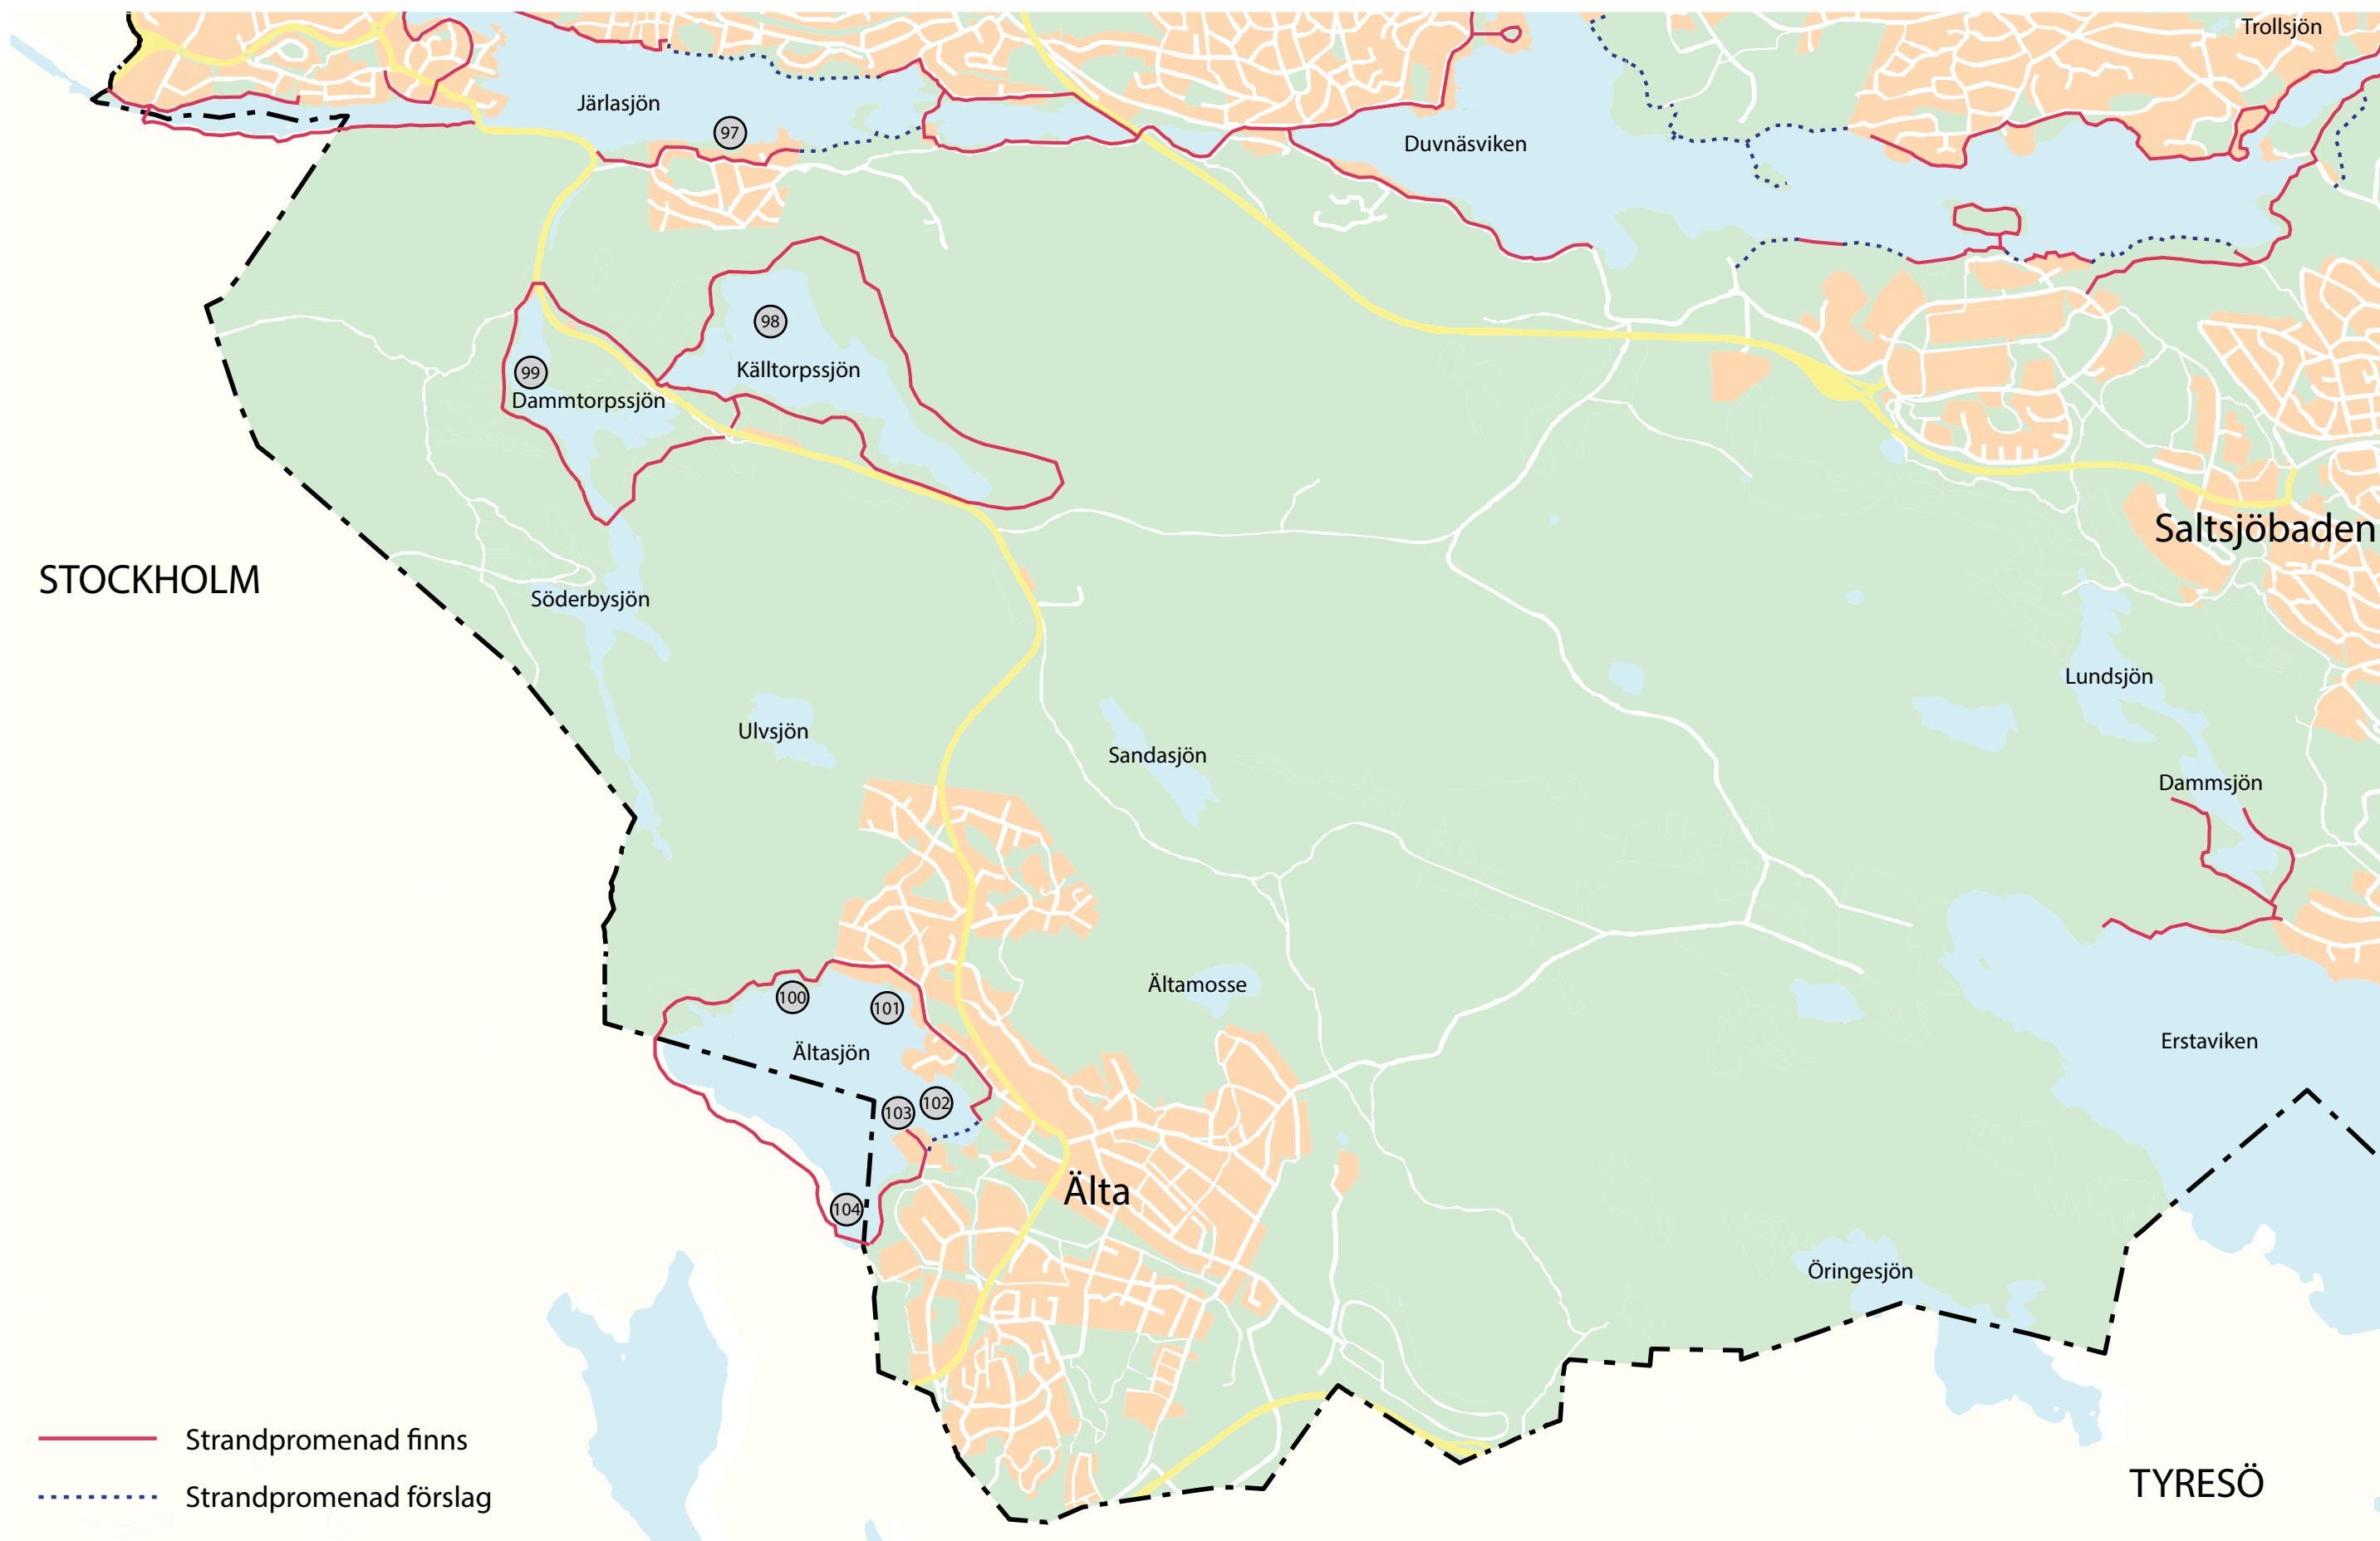 Trollsjön
Järlasjön
97
Duvnäsviken
98
Källtorpssjön
99
Dammtorpssjön
Saltsjöbaden
STOCKHOLM
Söderbysjön
Lundsjön
Ulvsjön
Sandasjön
Dammsjön
Ältamosse
100
101
Ältasjön
Erstaviken
102
103
Älta
104
Öringesjön
Strandpromenad finns
Strandpromenad förslag
TYRESÖ